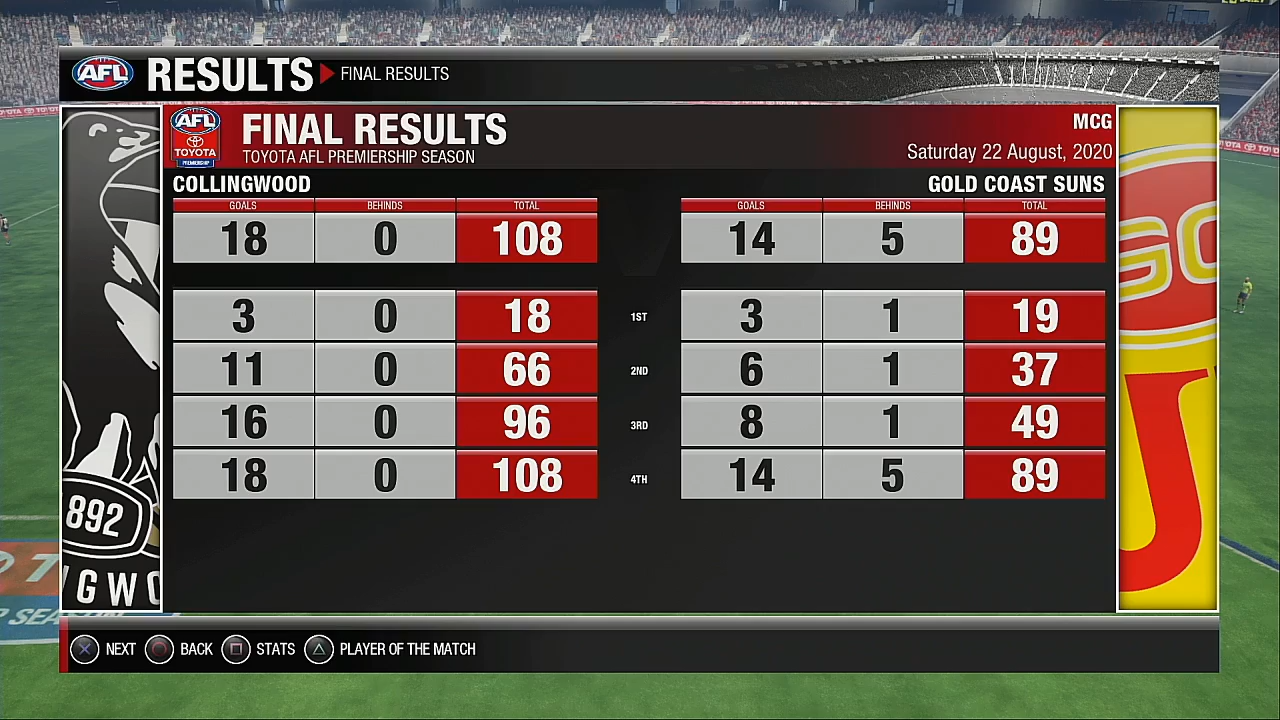 AFL RESULTS FINAL RESULTS
AFL TOYOTA PREMIERSHIP
FINAL RESULTS
TOYOTA AFL PREMIERSHIP SEASON
MCG
Saturday 22 August, 2020
COLLINGWOOD GOLD COAST SUNS
GOALS BEHINDS TOTAL GOALS BEHINDS TOTAL
18 0 108 14 5 89
3 0 18 1ST 3 1 19
11 0 66 2ND 6 1 37
16 0 96 3RD 8 1 49
18 0 108 4TH 14 5 89
892
NGWO
GC
U
NEXT BACK STATS PLAYER OF THE MATCH